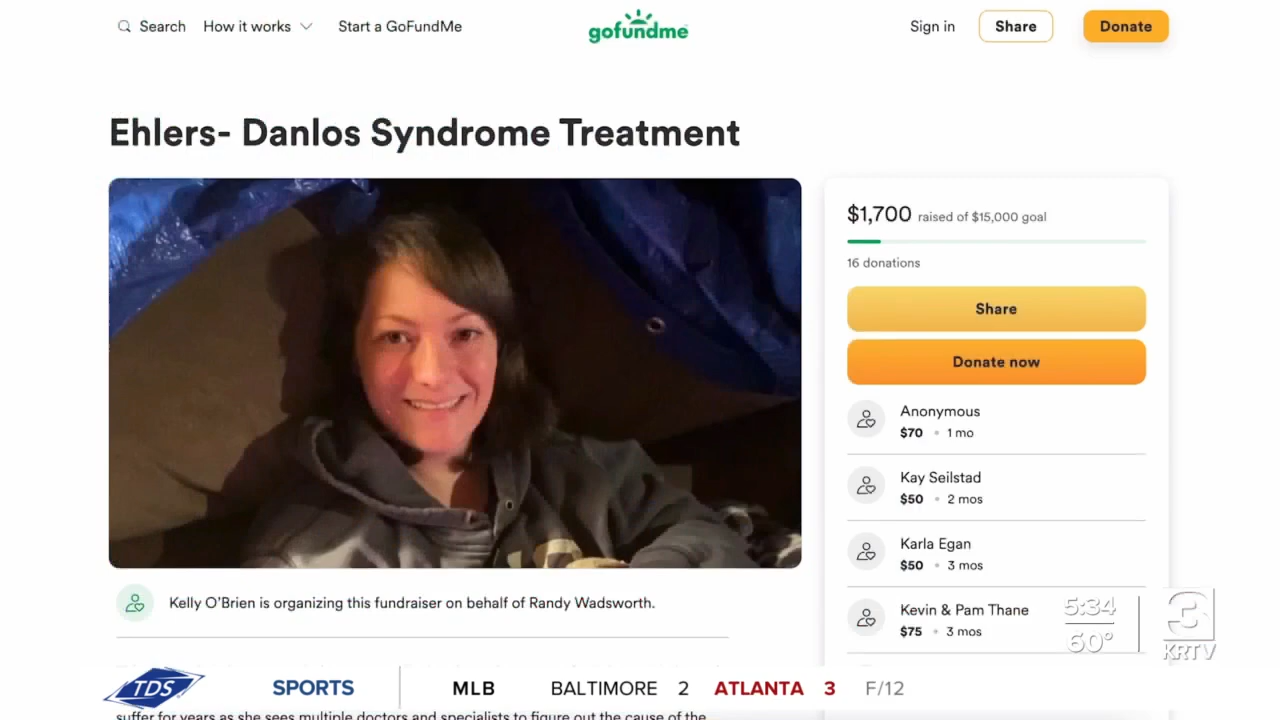 Search How it works Start a GoFundMe gofundme Sign in Share Donate
Ehlers- Danlos Syndrome Treatment
$1,700 raised of $15,000 goal
16 donations
Share
Donate now
Anonymous
$70 • 1 mo
Kay Seilstad
$50 • 2 mos
Karla Egan
$50 • 3 mos
Kevin & Pam Thane
$75 • 3 mos
Kelly O'Brien is organizing this fundraiser on behalf of Randy Wadsworth.
5:34
60°
3
KRTV
TDS SPORTS MLB BALTIMORE 2 ATLANTA 3 F/12
suffer for years as she sees multiple doctors and specialists to figure out the cause of the